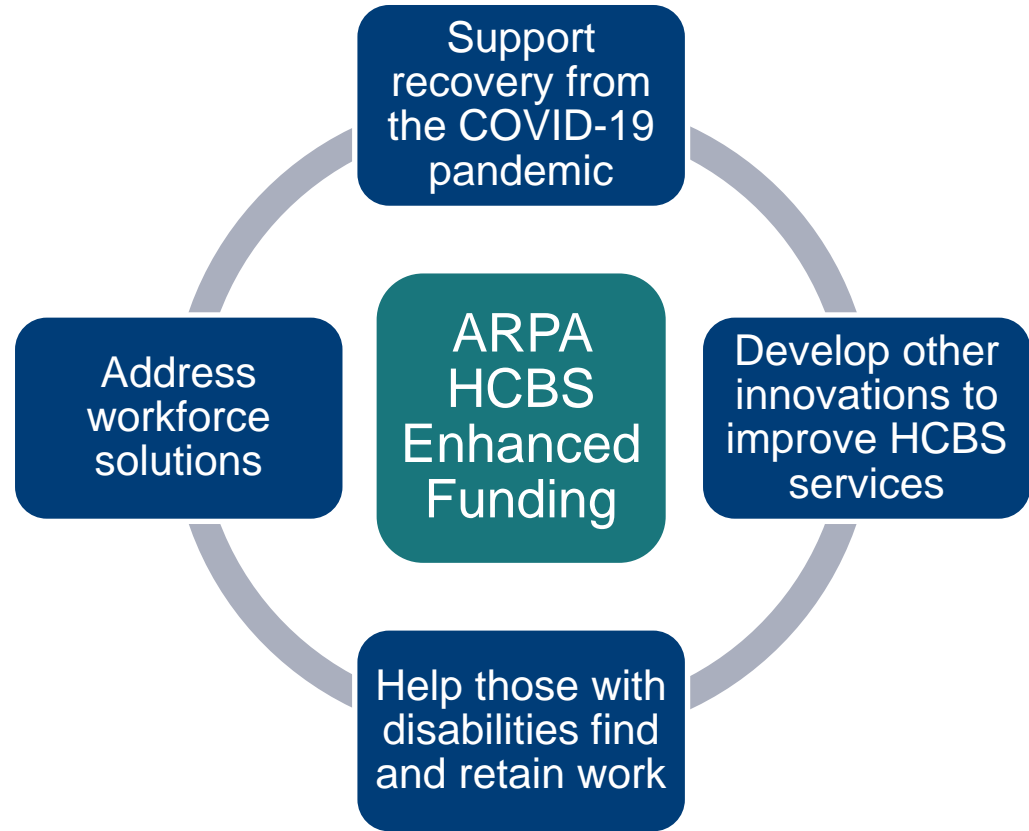 Support
recovery from
the COVID-19
pandemic
Address
workforce
solutions
ARPA
HCBS
Enhanced
Funding
Develop other
innovations to
improve HCBS
services
Help those with
disabilities find
and retain work